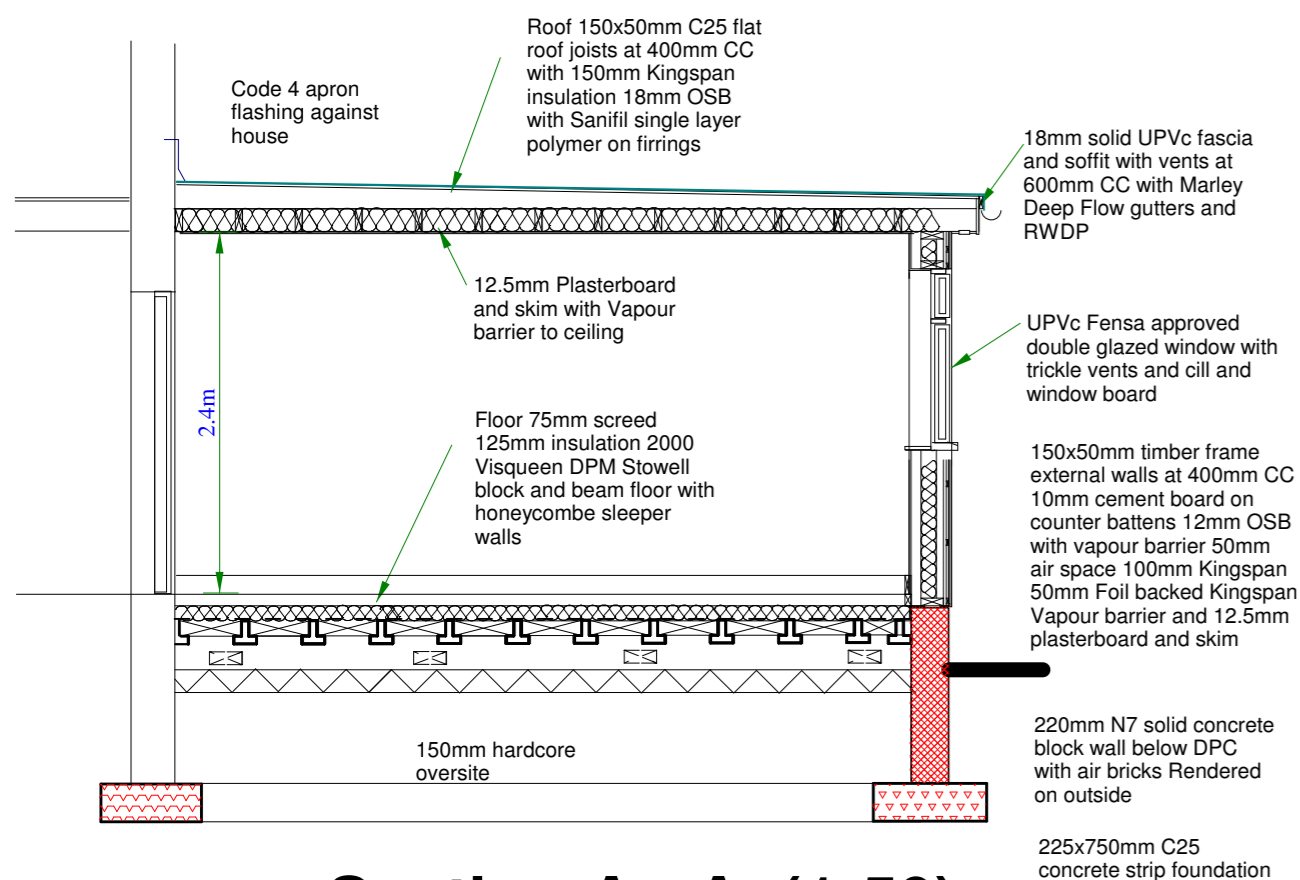 Roof 150x50mm C25 flat
roof joists at 400mm CC
with 150mm Kingspan
insulation 18mm OSB
with Sanifil single layer
polymer on firrings
Code 4 apron
flashing against
house
18mm solid UPVc fascia
and soffit with vents at
600mm CC with Marley
Deep Flow gutters and
RWDP
12.5mm Plasterboard
and skim with Vapour
barrier to ceiling
UPVc Fensa approved
double glazed window with
trickle vents and cill and
window board
2.4m
Floor 75mm screed
125mm insulation 2000
Visqueen DPM Stowell
block and beam floor with
honeycombe sleeper
walls
150x50mm timber frame
external walls at 400mm CC
10mm cement board on
counter battens 12mm OSB
with vapour barrier 50mm
air space 100mm Kingspan
50mm Foil backed Kingspan
Vapour barrier and 12.5mm
plasterboard and skim
150mm hardcore
oversite
220mm N7 solid concrete
block wall below DPC
with air bricks Rendered
on outside
225x750mm C25
concrete strip foundation